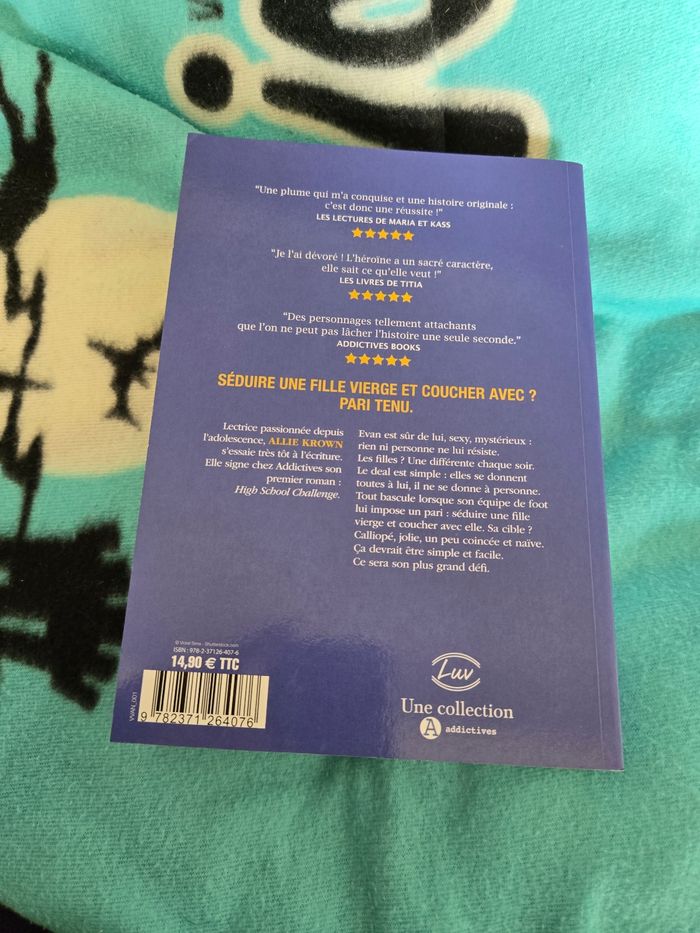 "Une plume qui m'a conquise et une histoire originale :
c'est donc une réussite !"
LES LECTURES DE MARIA ET KASS
"Je l'ai dévoré ! L'héroïne a un sacré caractère,
elle sait ce qu'elle veut !"
LES LIVRES DE TITIA
"Des personnages tellement attachants
que l'on ne peut pas lâcher l'histoire une seule seconde."
ADDICTIVES BOOKS
SÉDUIRE UNE FILLE VIERGE ET COUCHER AVEC ?
PARI TENU.
Lectrice passionnée depuis
l'adolescence, ALLIE KROWN
s'essaie très tôt à l'écriture.
Elle signe chez Addictives son
premier roman :
High School Challenge.
Evan est sûr de lui, sexy, mystérieux :
rien ni personne ne lui résiste.
Les filles ? Une différente chaque soir.
Le deal est simple : elles se donnent
toutes à lui, il ne se donne à personne.
Tout bascule lorsque son équipe de foot
lui impose un pari : séduire une fille
vierge et coucher avec elle. Sa cible ?
Calliopé, jolie, un peu coincée et naïve.
Ça devrait être simple et facile.
Ce sera son plus grand défi.
Shutterstock.com
ISBN : 978-2-37126-407-6
14,90 € TTC
VIVAN_001
9 782371 264076
Luv
Une collection
A addictives